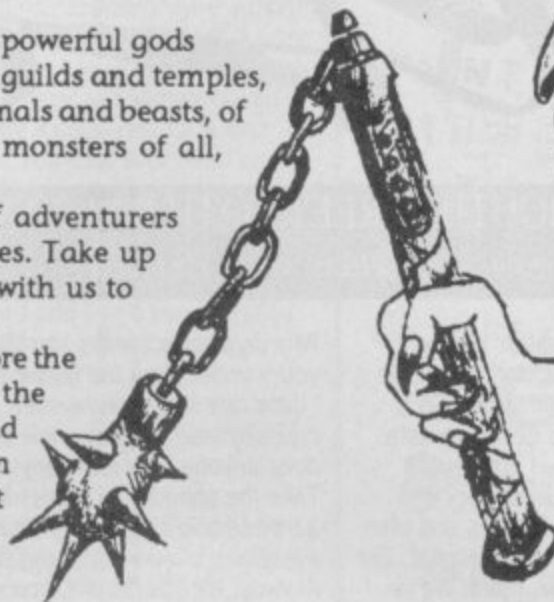 powerful gods
guilds and temples,
nals and beasts, of
monsters of all,
f adventurers
es. Take up
with us to
ore the
the
d